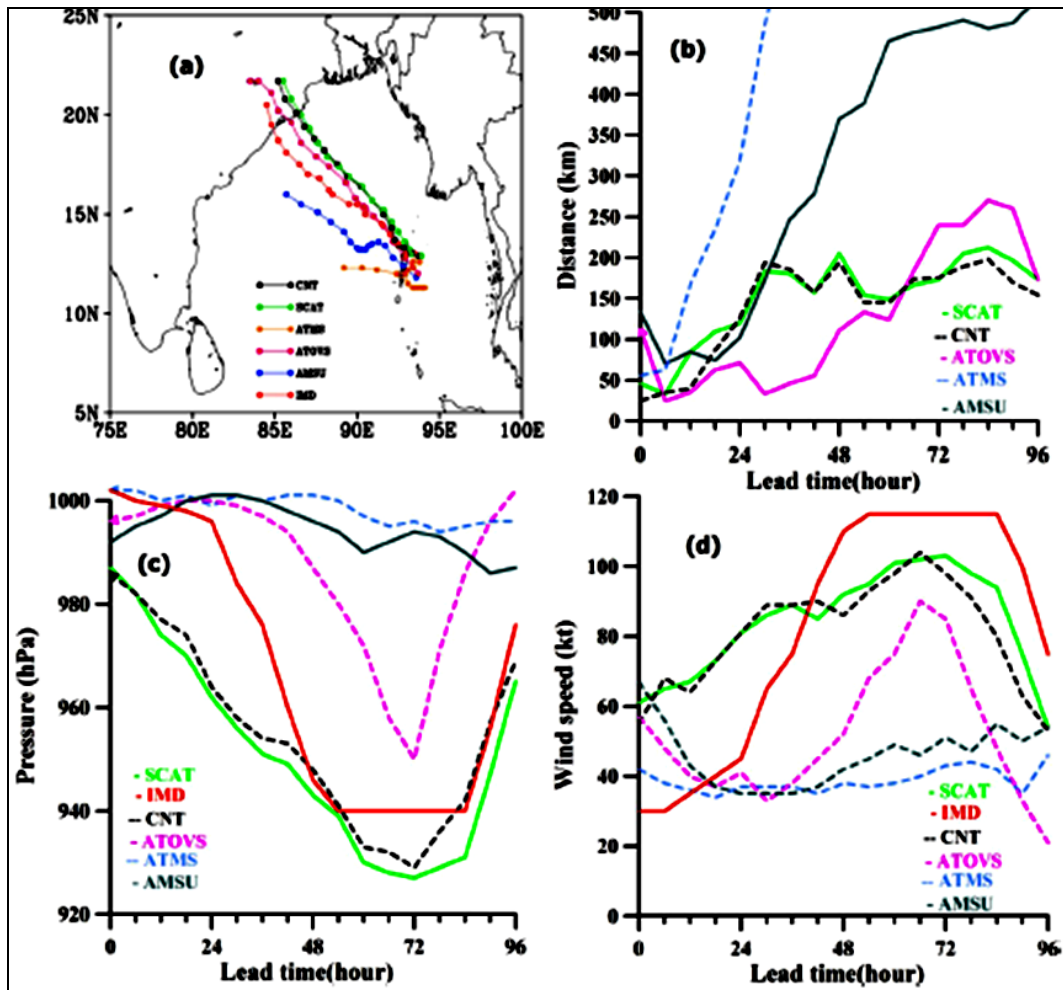 (a)
25N
20N
15N
10N
5N
75E 80E 85E 90E 95E 100E
CNT
SCAT
ATMS
ATOVS
AMSU
IMD
(b)
Distance (km)
500
450
400
350
300
250
200
150
100
50
0
0 24 48 72 96
Lead time(hour)
SCAT
CNT
ATOVS
ATMS
AMSU
(c)
Pressure (hPa)
1000
980
960
940
920
0 24 48 72 96
Lead time(hour)
SCAT
IMD
CNT
ATOVS
ATMS
AMSU
(d)
Wind speed (kt)
120
100
80
60
40
20
0
0 24 48 72 96
Lead time(hour)
SCAT
IMD
CNT
ATOVS
ATMS
AMSU